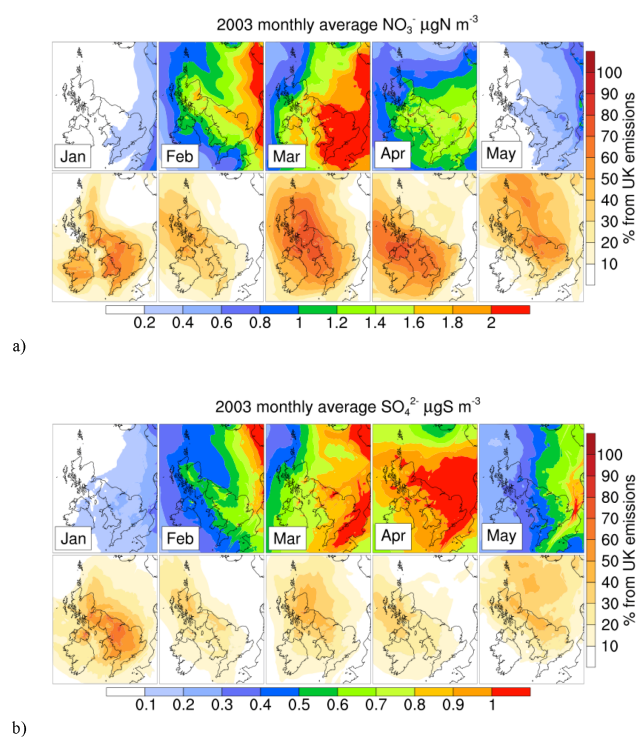 2003 monthly average NO₃⁻ µgN m⁻³
Jan
Feb
Mar
Apr
May
100
90
80
70
60
50
40
30
20
10
% from UK emissions
0.2 0.4 0.6 0.8 1 1.2 1.4 1.6 1.8 2
a)
2003 monthly average SO₄²⁻ µgS m⁻³
Jan
Feb
Mar
Apr
May
100
90
80
70
60
50
40
30
20
10
% from UK emissions
0.1 0.2 0.3 0.4 0.5 0.6 0.7 0.8 0.9 1
b)